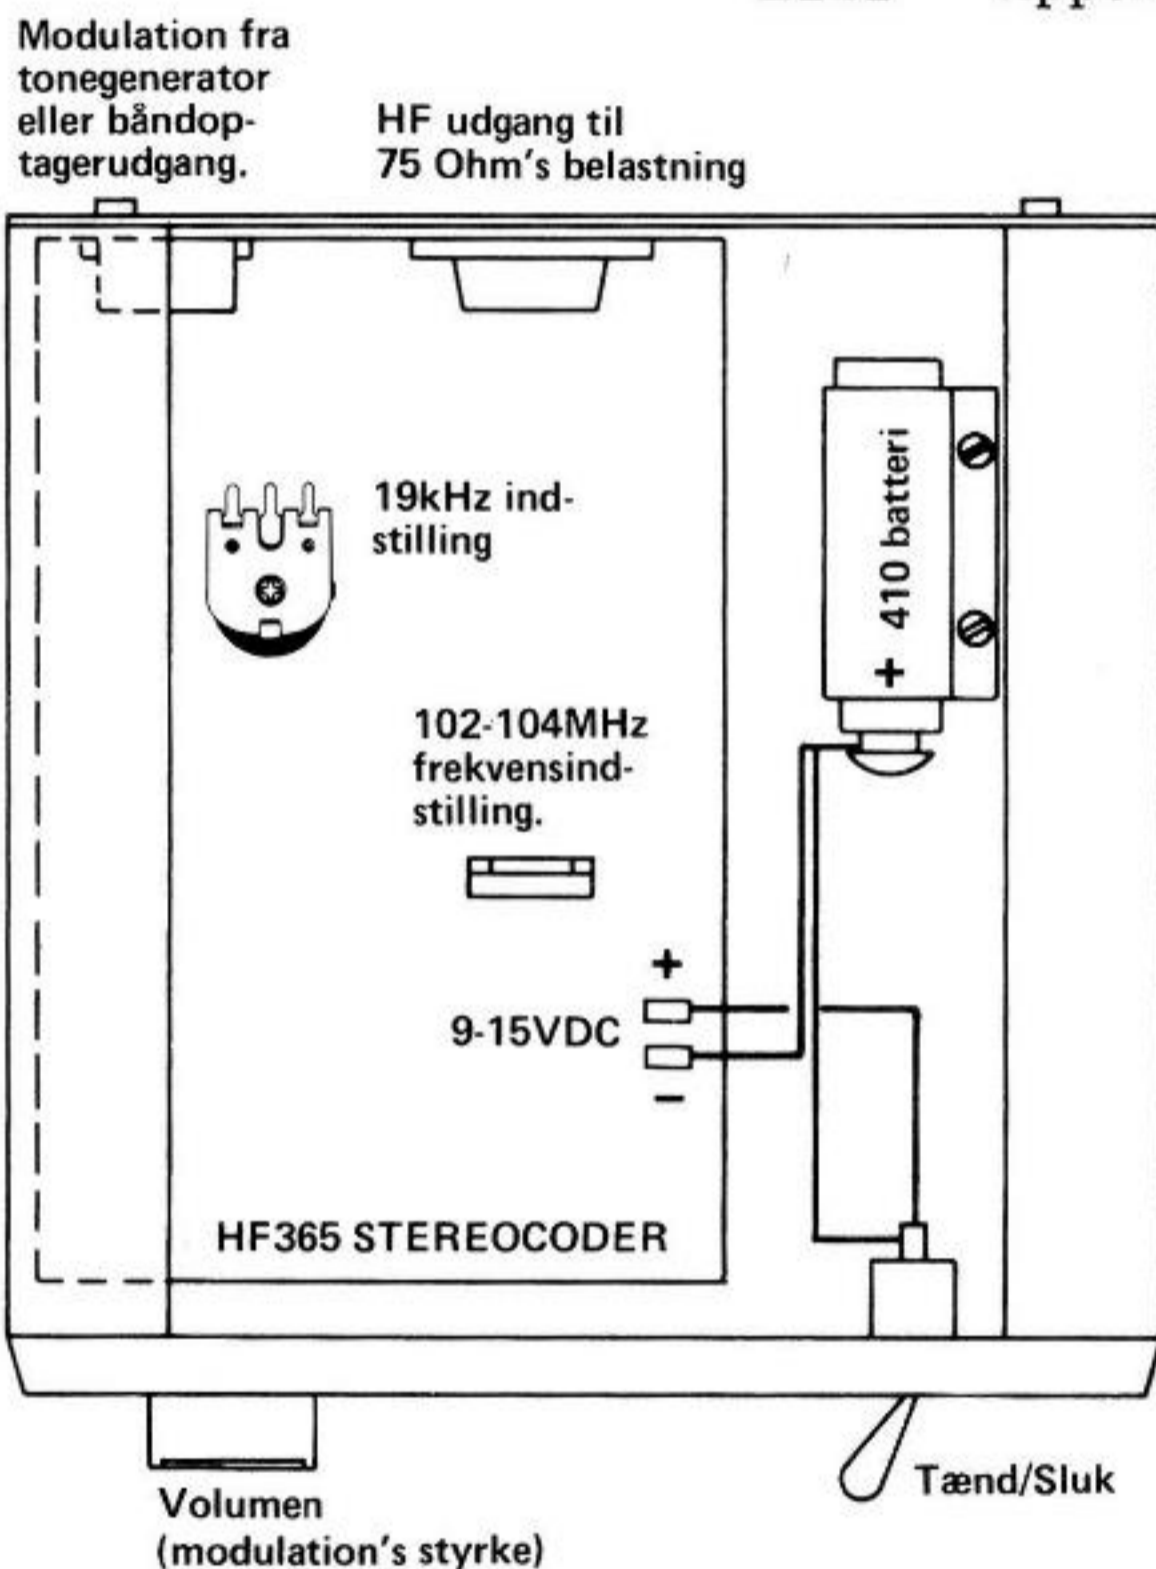 Modulation fra
tonegenerator
eller båndop-
tagerudgang.
HF udgang til
75 Ohm's belastning
19kHz ind-
stilling
+ 410 batteri
102-104MHz
frekvensind-
stilling.
+
9-15VDC
−
HF365 STEREOCODER
Tænd/Sluk
Volumen
(modulation's styrke)